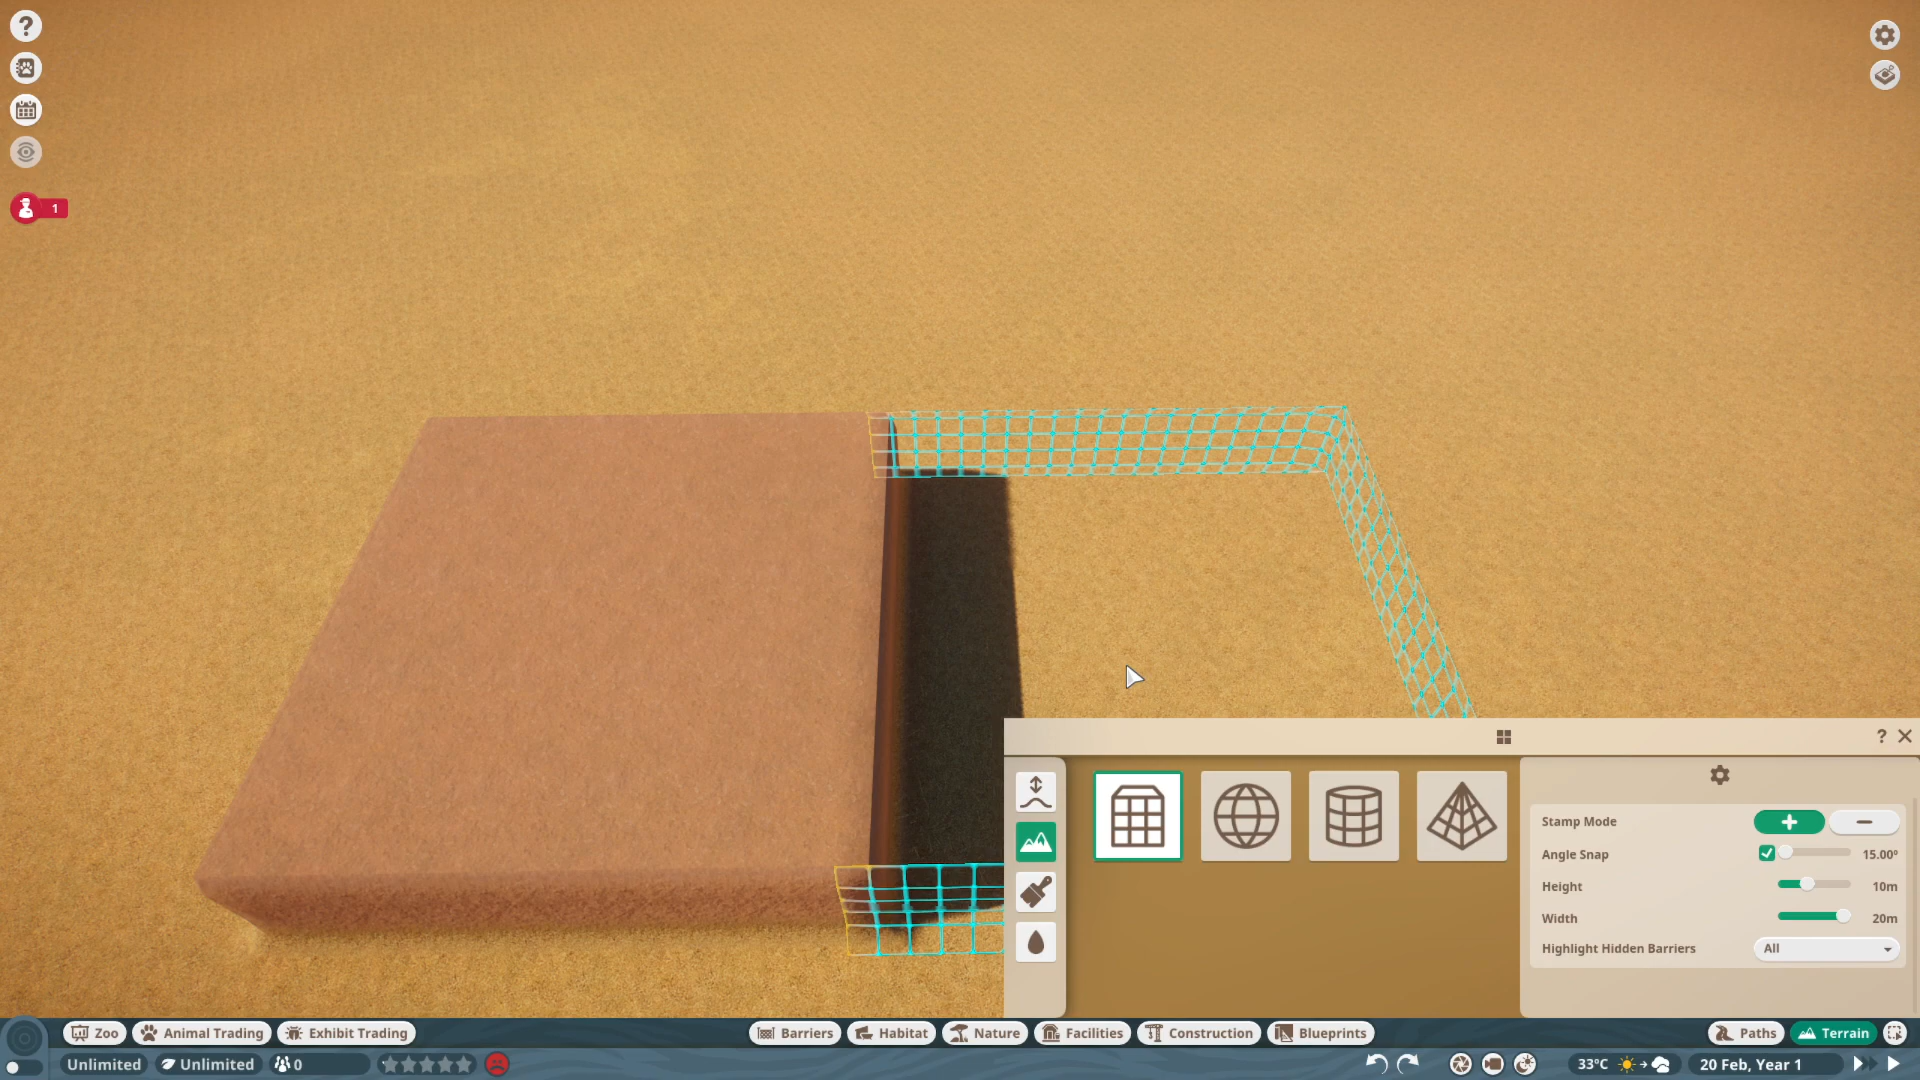 ?
1
?
Stamp Mode
Angle Snap 15.00°
Height 10m
Width 20m
Highlight Hidden Barriers All
Zoo Animal Trading Exhibit Trading Barriers Habitat Nature Facilities Construction Blueprints Paths Terrain
Unlimited Unlimited 0 33°C 20 Feb, Year 1